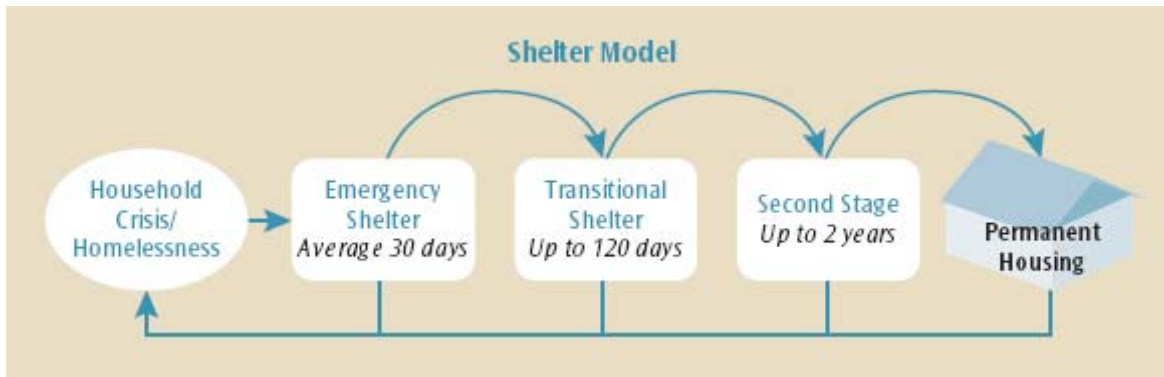 Shelter Model
Household
Crisis/
Homelessness
Emergency
Shelter
Average 30 days
Transitional
Shelter
Up to 120 days
Second Stage
Up to 2 years
Permanent
Housing